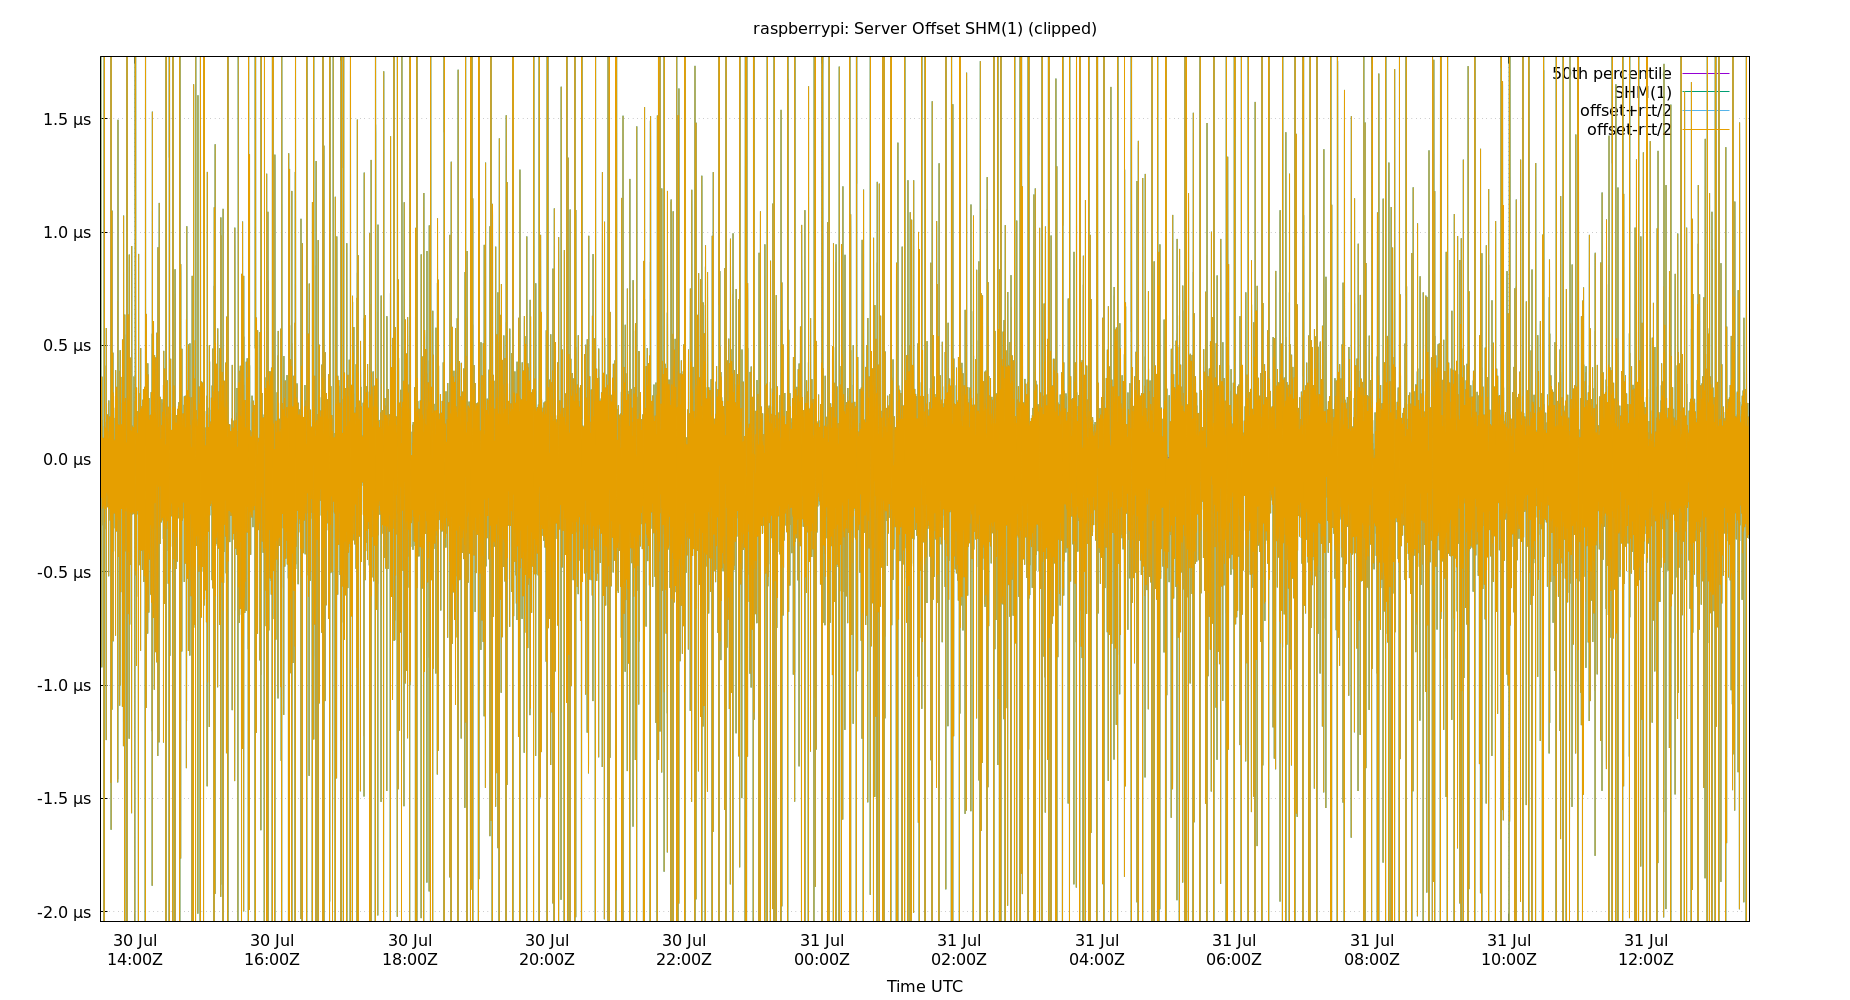 raspberrypi: Server Offset SHM(1) (clipped)
50th percentile
SHM(1)
offset+rtt/2
offset-rtt/2
1.5 µs
1.0 µs
0.5 µs
0.0 µs
-0.5 µs
-1.0 µs
-1.5 µs
-2.0 µs
30 Jul 30 Jul 30 Jul 30 Jul 30 Jul 31 Jul 31 Jul 31 Jul 31 Jul 31 Jul 31 Jul 31 Jul
14:00Z 16:00Z 18:00Z 20:00Z 22:00Z 00:00Z 02:00Z 04:00Z 06:00Z 08:00Z 10:00Z 12:00Z
Time UTC